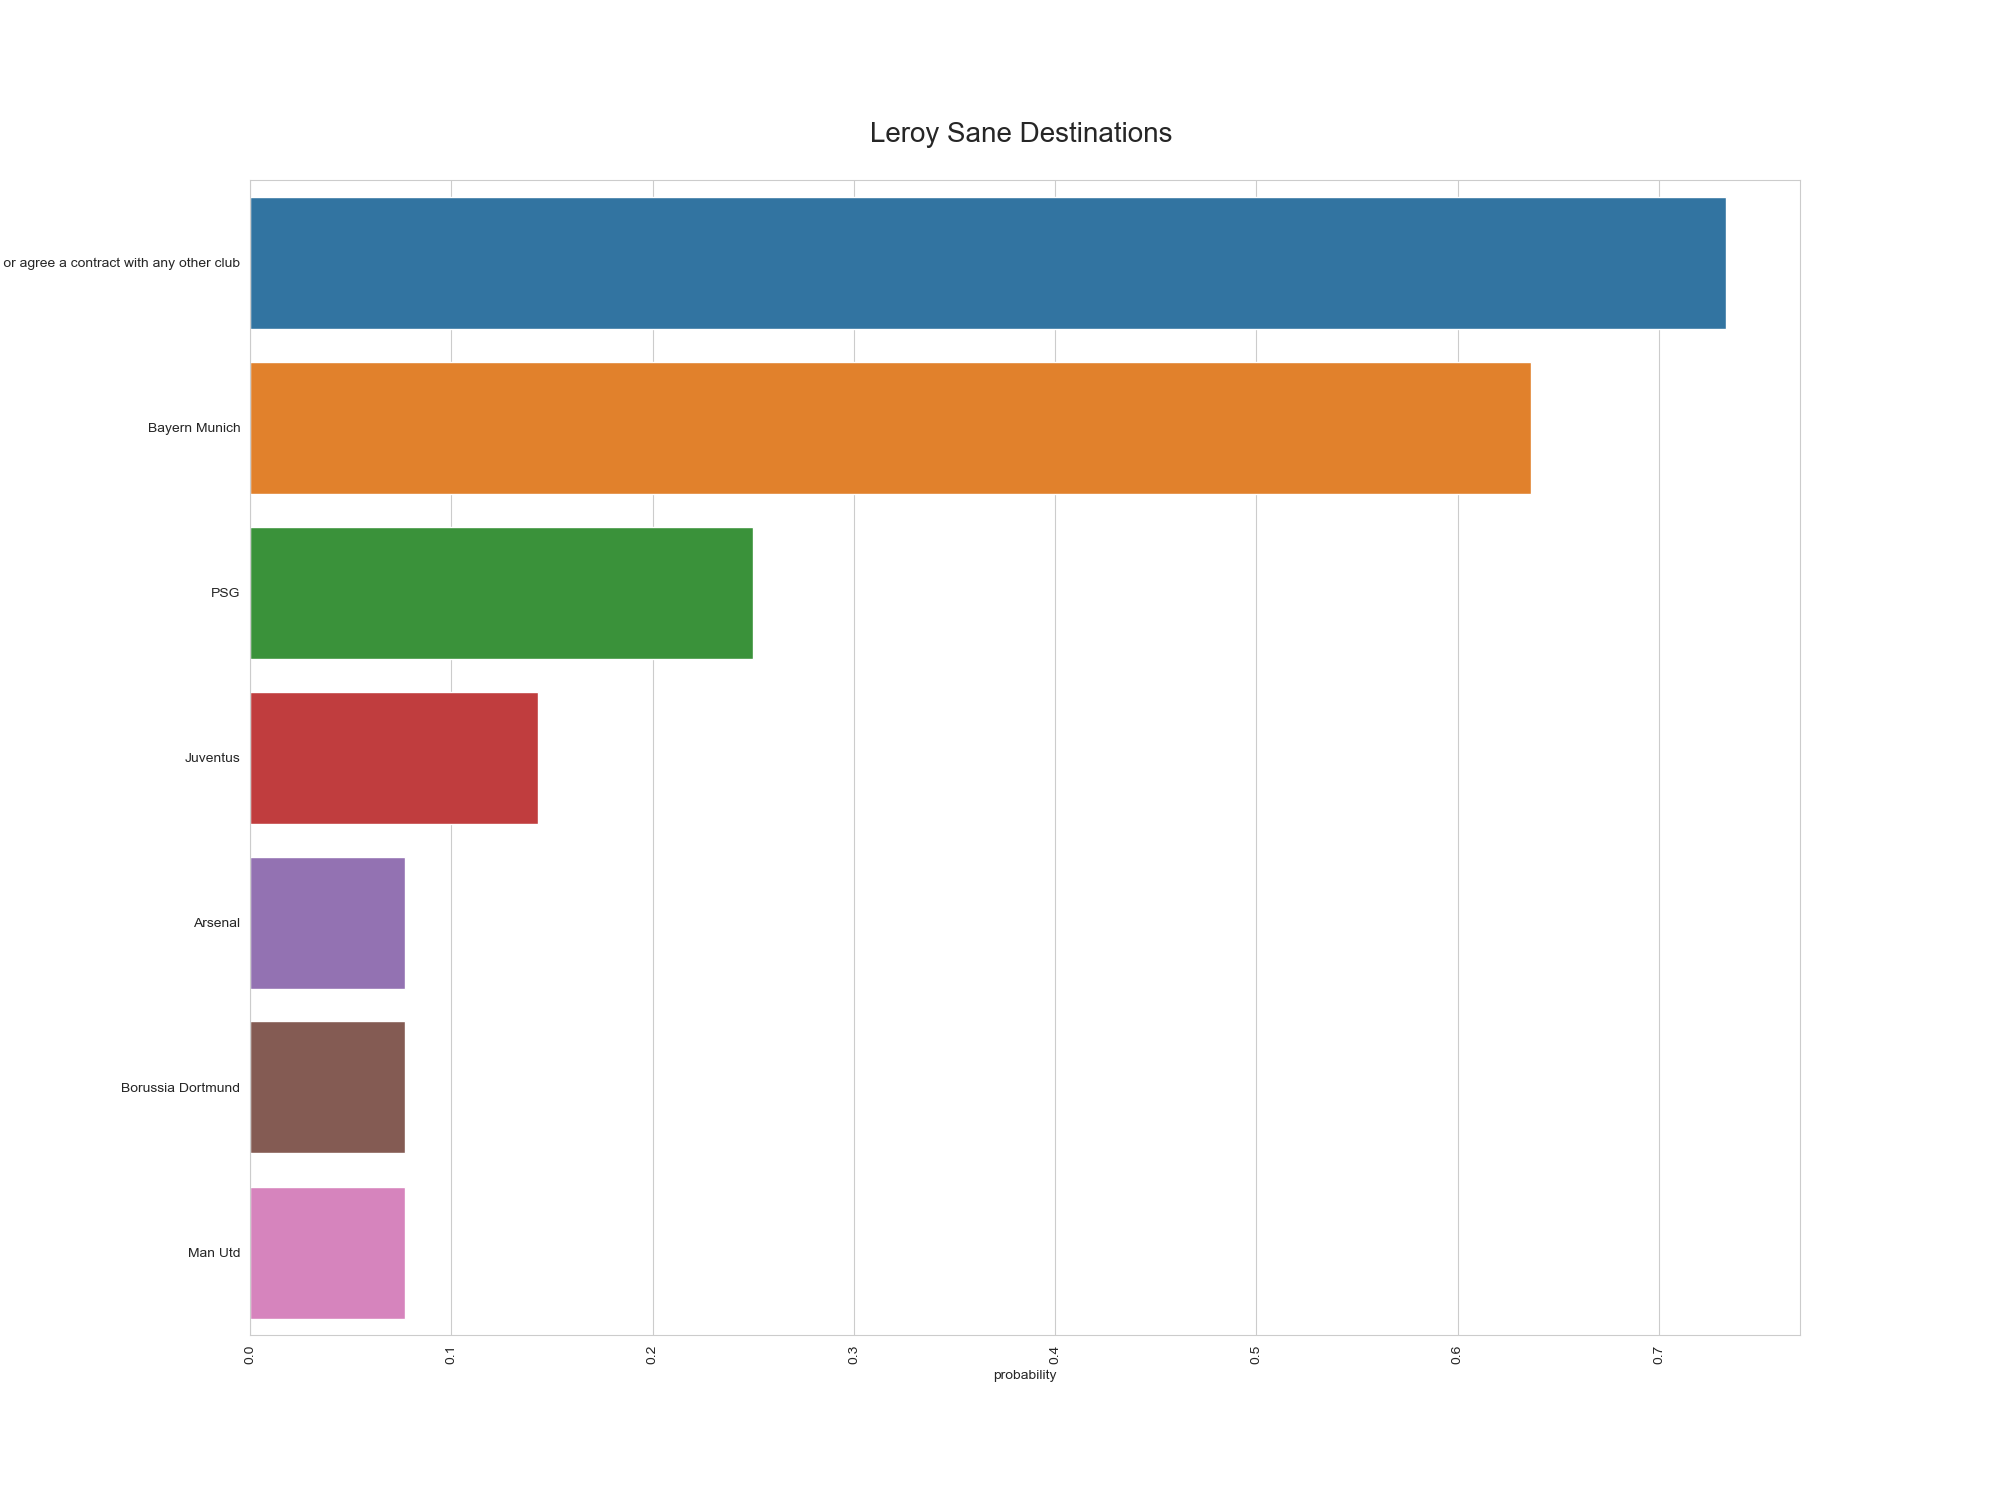 Leroy Sane Destinations
or agree a contract with any other club
Bayern Munich
PSG
Juventus
Arsenal
Borussia Dortmund
Man Utd
0.0 0.1 0.2 0.3 0.4 0.5 0.6 0.7
probability